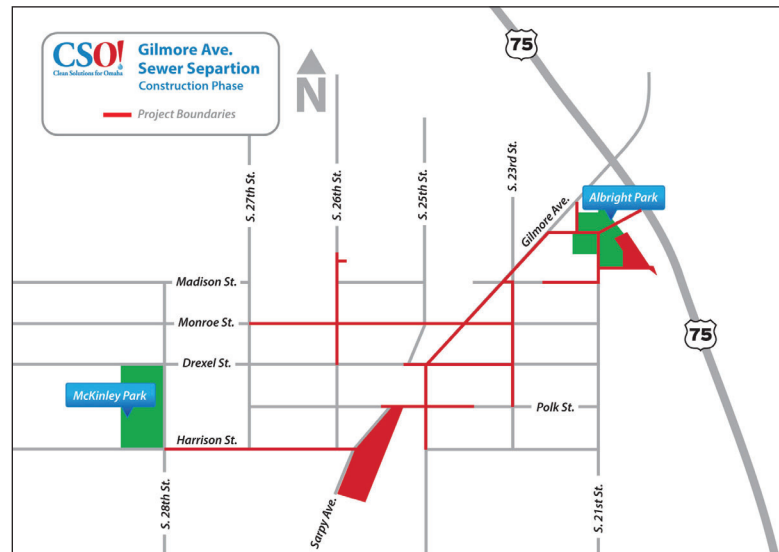 CSO!
Clean Solutions for Omaha
Gilmore Ave.
Sewer Separtion
Construction Phase
Project Boundaries
N
75
S. 27th St.
S. 26th St.
S. 25th St.
S. 23rd St.
Gilmore Ave.
Albright Park
Madison St.
Monroe St.
75
Drexel St.
McKinley Park
Polk St.
Harrison St.
S. 28th St.
Sarpy Ave.
S. 21st St.